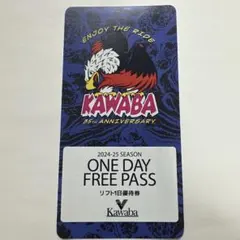 ENJOY THE RIDE
KAWABA
35TH ANNIVERSARY
2024-25 SEASON
ONE DAY
FREE PASS
リフト1日優待券
Kawaba